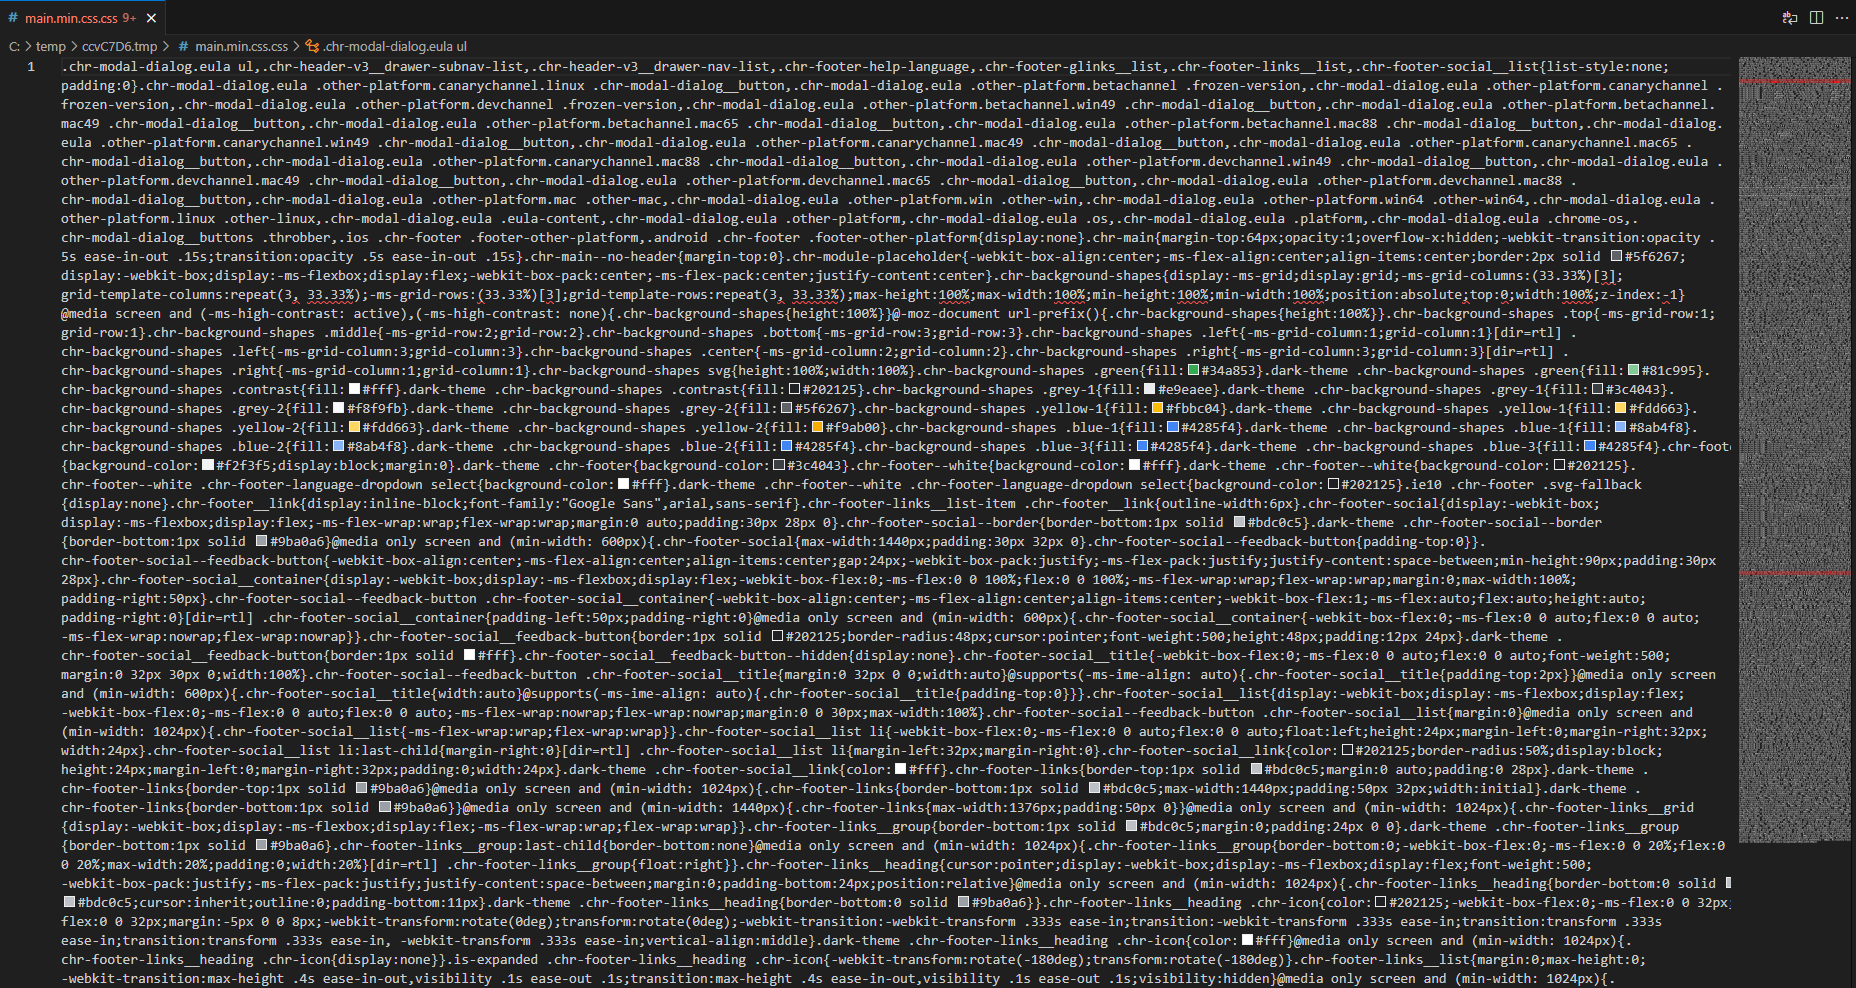 # main.min.css.css 9+
C: > temp > ccvC7D6.tmp > # main.min.css.css > .chr-modal-dialog.eula ul
1 .chr-modal-dialog.eula ul,.chr-header-v3__drawer-subnav-list,.chr-header-v3__drawer-nav-list,.chr-footer-help-language,.chr-footer-glinks__list,.chr-footer-links__list,.chr-footer-social__list{list-style:none;
padding:0}.chr-modal-dialog.eula .other-platform.canarychannel.linux .chr-modal-dialog__button,.chr-modal-dialog.eula .other-platform.betachannel .frozen-version,.chr-modal-dialog.eula .other-platform.canarychannel .
frozen-version,.chr-modal-dialog.eula .other-platform.devchannel .frozen-version,.chr-modal-dialog.eula .other-platform.betachannel.win49 .chr-modal-dialog__button,.chr-modal-dialog.eula .other-platform.betachannel.
mac49 .chr-modal-dialog__button,.chr-modal-dialog.eula .other-platform.betachannel.mac65 .chr-modal-dialog__button,.chr-modal-dialog.eula .other-platform.betachannel.mac88 .chr-modal-dialog__button,.chr-modal-dialog.
eula .other-platform.canarychannel.win49 .chr-modal-dialog__button,.chr-modal-dialog.eula .other-platform.canarychannel.mac49 .chr-modal-dialog__button,.chr-modal-dialog.eula .other-platform.canarychannel.mac65 .
chr-modal-dialog__button,.chr-modal-dialog.eula .other-platform.canarychannel.mac88 .chr-modal-dialog__button,.chr-modal-dialog.eula .other-platform.devchannel.win49 .chr-modal-dialog__button,.chr-modal-dialog.eula .
other-platform.devchannel.mac49 .chr-modal-dialog__button,.chr-modal-dialog.eula .other-platform.devchannel.mac65 .chr-modal-dialog__button,.chr-modal-dialog.eula .other-platform.devchannel.mac88 .
chr-modal-dialog__button,.chr-modal-dialog.eula .other-platform.mac .other-mac,.chr-modal-dialog.eula .other-platform.win .other-win,.chr-modal-dialog.eula .other-platform.win64 .other-win64,.chr-modal-dialog.eula .
other-platform.linux .other-linux,.chr-modal-dialog.eula .eula-content,.chr-modal-dialog.eula .other-platform,.chr-modal-dialog.eula .os,.chr-modal-dialog.eula .platform,.chr-modal-dialog.eula .chrome-os,.
chr-modal-dialog__buttons .throbber,.ios .chr-footer .footer-other-platform,.android .chr-footer .footer-other-platform{display:none}.chr-main{margin-top:64px;opacity:1;overflow-x:hidden;-webkit-transition:opacity .
5s ease-in-out .15s;transition:opacity .5s ease-in-out .15s}.chr-main--no-header{margin-top:0}.chr-module-placeholder{-webkit-box-align:center;-ms-flex-align:center;align-items:center;border:2px solid #5f6267;
display:-webkit-box;display:-ms-flexbox;display:flex;-webkit-box-pack:center;-ms-flex-pack:center;justify-content:center}.chr-background-shapes{display:-ms-grid;display:grid;-ms-grid-columns:(33.33%)[3];
grid-template-columns:repeat(3, 33.33%);-ms-grid-rows:(33.33%)[3];grid-template-rows:repeat(3, 33.33%);max-height:100%;max-width:100%;min-height:100%;min-width:100%;position:absolute;top:0;width:100%;z-index:-1}
@media screen and (-ms-high-contrast: active),(-ms-high-contrast: none){.chr-background-shapes{height:100%}}@-moz-document url-prefix(){.chr-background-shapes{height:100%}}.chr-background-shapes .top{-ms-grid-row:1;
grid-row:1}.chr-background-shapes .middle{-ms-grid-row:2;grid-row:2}.chr-background-shapes .bottom{-ms-grid-row:3;grid-row:3}.chr-background-shapes .left{-ms-grid-column:1;grid-column:1}[dir=rtl] .
chr-background-shapes .left{-ms-grid-column:3;grid-column:3}.chr-background-shapes .center{-ms-grid-column:2;grid-column:2}.chr-background-shapes .right{-ms-grid-column:3;grid-column:3}[dir=rtl] .
chr-background-shapes .right{-ms-grid-column:1;grid-column:1}.chr-background-shapes svg{height:100%;width:100%}.chr-background-shapes .green{fill:#34a853}.dark-theme .chr-background-shapes .green{fill:#81c995}.
chr-background-shapes .contrast{fill:#fff}.dark-theme .chr-background-shapes .contrast{fill:#202125}.chr-background-shapes .grey-1{fill:#e9eaee}.dark-theme .chr-background-shapes .grey-1{fill:#3c4043}.
chr-background-shapes .grey-2{fill:#f8f9fb}.dark-theme .chr-background-shapes .grey-2{fill:#5f6267}.chr-background-shapes .yellow-1{fill:#fbbc04}.dark-theme .chr-background-shapes .yellow-1{fill:#fdd663}.
chr-background-shapes .yellow-2{fill:#fdd663}.dark-theme .chr-background-shapes .yellow-2{fill:#f9ab00}.chr-background-shapes .blue-1{fill:#4285f4}.dark-theme .chr-background-shapes .blue-1{fill:#8ab4f8}.
chr-background-shapes .blue-2{fill:#8ab4f8}.dark-theme .chr-background-shapes .blue-2{fill:#4285f4}.chr-background-shapes .blue-3{fill:#4285f4}.dark-theme .chr-background-shapes .blue-3{fill:#4285f4}.chr-foote
{background-color:#f2f3f5;display:block;margin:0}.dark-theme .chr-footer{background-color:#3c4043}.chr-footer--white{background-color:#fff}.dark-theme .chr-footer--white{background-color:#202125}.
chr-footer--white .chr-footer-language-dropdown select{background-color:#fff}.dark-theme .chr-footer--white .chr-footer-language-dropdown select{background-color:#202125}.ie10 .chr-footer .svg-fallback
{display:none}.chr-footer__link{display:inline-block;font-family:"Google Sans",arial,sans-serif}.chr-footer-links__list-item .chr-footer__link{outline-width:6px}.chr-footer-social{display:-webkit-box;
display:-ms-flexbox;display:flex;-ms-flex-wrap:wrap;flex-wrap:wrap;margin:0 auto;padding:30px 28px 0}.chr-footer-social--border{border-bottom:1px solid #bdc0c5}.dark-theme .chr-footer-social--border
{border-bottom:1px solid #9ba0a6}@media only screen and (min-width: 600px){.chr-footer-social{max-width:1440px;padding:30px 32px 0}.chr-footer-social--feedback-button{padding-top:0}}.
chr-footer-social--feedback-button{-webkit-box-align:center;-ms-flex-align:center;align-items:center;gap:24px;-webkit-box-pack:justify;-ms-flex-pack:justify;justify-content:space-between;min-height:90px;padding:30px
28px}.chr-footer-social__container{display:-webkit-box;display:-ms-flexbox;display:flex;-webkit-box-flex:0;-ms-flex:0 0 100%;flex:0 0 100%;-ms-flex-wrap:wrap;flex-wrap:wrap;margin:0;max-width:100%;
padding-right:50px}.chr-footer-social--feedback-button .chr-footer-social__container{-webkit-box-align:center;-ms-flex-align:center;align-items:center;-webkit-box-flex:1;-ms-flex:auto;flex:auto;height:auto;
padding-right:0}[dir=rtl] .chr-footer-social__container{padding-left:50px;padding-right:0}@media only screen and (min-width: 600px){.chr-footer-social__container{-webkit-box-flex:0;-ms-flex:0 0 auto;flex:0 0 auto;
-ms-flex-wrap:nowrap;flex-wrap:nowrap}}.chr-footer-social__feedback-button{border:1px solid #202125;border-radius:48px;cursor:pointer;font-weight:500;height:48px;padding:12px 24px}.dark-theme .
chr-footer-social__feedback-button{border:1px solid #fff}.chr-footer-social__feedback-button--hidden{display:none}.chr-footer-social__title{-webkit-box-flex:0;-ms-flex:0 0 auto;flex:0 0 auto;font-weight:500;
margin:0 32px 30px 0;width:100%}.chr-footer-social--feedback-button .chr-footer-social__title{margin:0 32px 0 0;width:auto}@supports(-ms-ime-align: auto){.chr-footer-social__title{padding-top:2px}}@media only screen
and (min-width: 600px){.chr-footer-social__title{width:auto}@supports(-ms-ime-align: auto){.chr-footer-social__title{padding-top:0}}}.chr-footer-social__list{display:-webkit-box;display:-ms-flexbox;display:flex;
-webkit-box-flex:0;-ms-flex:0 0 auto;flex:0 0 auto;-ms-flex-wrap:nowrap;flex-wrap:nowrap;margin:0 0 30px;max-width:100%}.chr-footer-social--feedback-button .chr-footer-social__list{margin:0}@media only screen and
(min-width: 1024px){.chr-footer-social__list{-ms-flex-wrap:wrap;flex-wrap:wrap}}.chr-footer-social__list li{-webkit-box-flex:0;-ms-flex:0 0 auto;flex:0 0 auto;float:left;height:24px;margin-left:0;margin-right:32px;
width:24px}.chr-footer-social__list li:last-child{margin-right:0}[dir=rtl] .chr-footer-social__list li{margin-left:32px;margin-right:0}.chr-footer-social__link{color:#202125;border-radius:50%;display:block;
height:24px;margin-left:0;margin-right:32px;padding:0;width:24px}.dark-theme .chr-footer-social__link{color:#fff}.chr-footer-links{border-top:1px solid #bdc0c5;margin:0 auto;padding:0 28px}.dark-theme .
chr-footer-links{border-top:1px solid #9ba0a6}@media only screen and (min-width: 1024px){.chr-footer-links{border-bottom:1px solid #bdc0c5;max-width:1440px;padding:50px 32px;width:initial}.dark-theme .
chr-footer-links{border-bottom:1px solid #9ba0a6}}@media only screen and (min-width: 1440px){.chr-footer-links{max-width:1376px;padding:50px 0}}@media only screen and (min-width: 1024px){.chr-footer-links__grid
{display:-webkit-box;display:-ms-flexbox;display:flex;-ms-flex-wrap:wrap;flex-wrap:wrap}}.chr-footer-links__group{border-bottom:1px solid #bdc0c5;margin:0;padding:24px 0 0}.dark-theme .chr-footer-links__group
{border-bottom:1px solid #9ba0a6}.chr-footer-links__group:last-child{border-bottom:none}@media only screen and (min-width: 1024px){.chr-footer-links__group{border-bottom:0;-webkit-box-flex:0;-ms-flex:0 0 20%;flex:0
0 20%;max-width:20%;padding:0;width:20%}[dir=rtl] .chr-footer-links__group{float:right}}.chr-footer-links__heading{cursor:pointer;display:-webkit-box;display:-ms-flexbox;display:flex;font-weight:500;
-webkit-box-pack:justify;-ms-flex-pack:justify;justify-content:space-between;margin:0;padding-bottom:24px;position:relative}@media only screen and (min-width: 1024px){.chr-footer-links__heading{border-bottom:0 solid
#bdc0c5;cursor:inherit;outline:0;padding-bottom:11px}.dark-theme .chr-footer-links__heading{border-bottom:0 solid #9ba0a6}}.chr-footer-links__heading .chr-icon{color:#202125;-webkit-box-flex:0;-ms-flex:0 0 32px;
flex:0 0 32px;margin:-5px 0 0 8px;-webkit-transform:rotate(0deg);transform:rotate(0deg);-webkit-transition:-webkit-transform .333s ease-in;transition:-webkit-transform .333s ease-in;transition:transform .333s
ease-in;transition:transform .333s ease-in, -webkit-transform .333s ease-in;vertical-align:middle}.dark-theme .chr-footer-links__heading .chr-icon{color:#fff}@media only screen and (min-width: 1024px){.
chr-footer-links__heading .chr-icon{display:none}}.is-expanded .chr-footer-links__heading .chr-icon{-webkit-transform:rotate(-180deg);transform:rotate(-180deg)}.chr-footer-links__list{margin:0;max-height:0;
-webkit-transition:max-height .4s ease-in-out,visibility .1s ease-out .1s;transition:max-height .4s ease-in-out,visibility .1s ease-out .1s;visibility:hidden}@media only screen and (min-width: 1024px){.